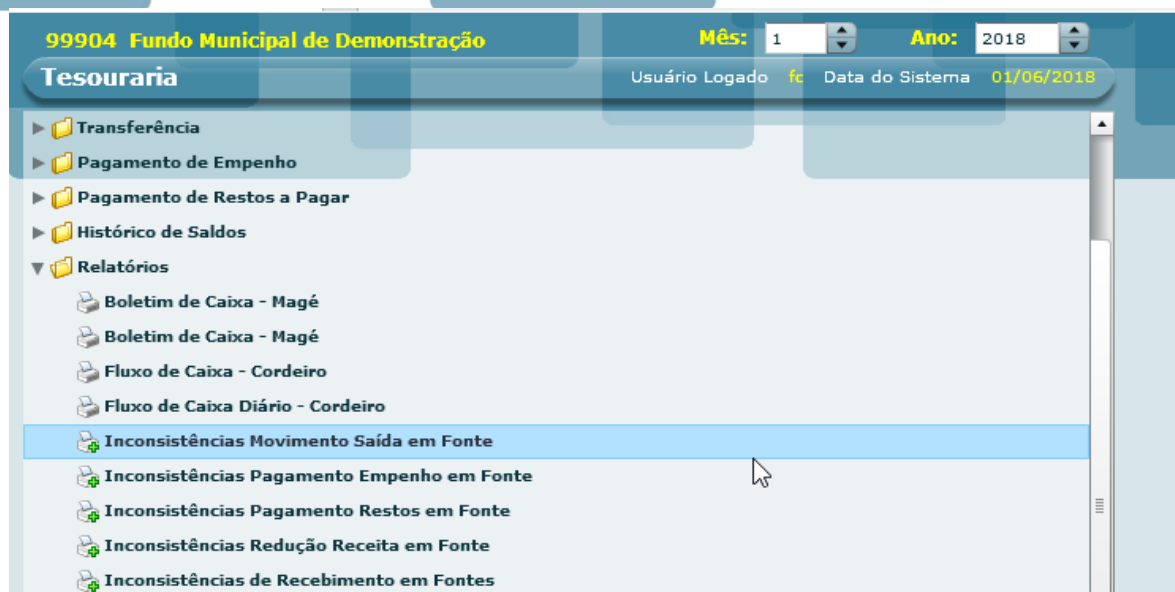 99904 Fundo Municipal de Demonstração Mês: 1 Ano: 2018
Tesouraria Usuário Logado fc Data do Sistema 01/06/2018
Transferência
Pagamento de Empenho
Pagamento de Restos a Pagar
Histórico de Saldos
Relatórios
Boletim de Caixa - Magé
Boletim de Caixa - Magé
Fluxo de Caixa - Cordeiro
Fluxo de Caixa Diário - Cordeiro
Inconsistências Movimento Saída em Fonte
Inconsistências Pagamento Empenho em Fonte
Inconsistências Pagamento Restos em Fonte
Inconsistências Redução Receita em Fonte
Inconsistências de Recebimento em Fontes